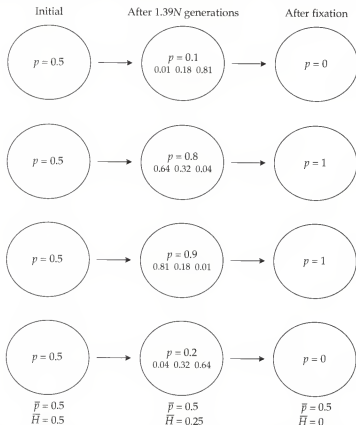 Initial After 1.39N generations After fixation
p = 0.5 p = 0.1 p = 0
0.01 0.18 0.81
p = 0.5 p = 0.8 p = 1
0.64 0.32 0.04
p = 0.5 p = 0.9 p = 1
0.81 0.18 0.01
p = 0.5 p = 0.2 p = 0
0.04 0.32 0.64
p̅ = 0.5 p̅ = 0.5 p̅ = 0.5
H̅ = 0.5 H̅ = 0.25 H̅ = 0